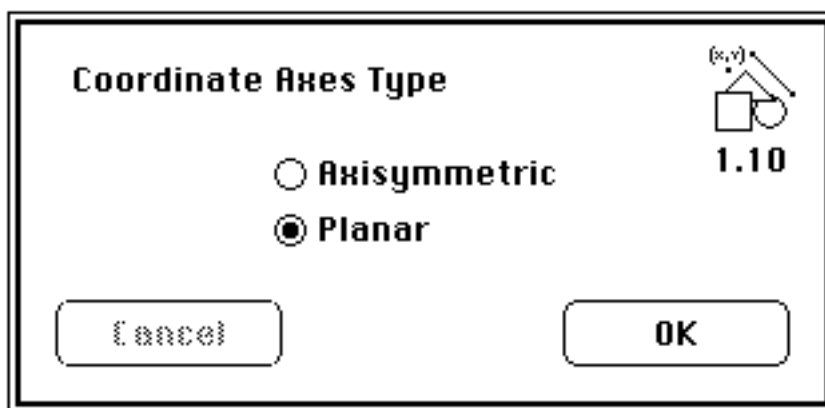 (X,Y)
Coordinate Axes Type
1.10
Axisymmetric
Planar
Cancel
OK